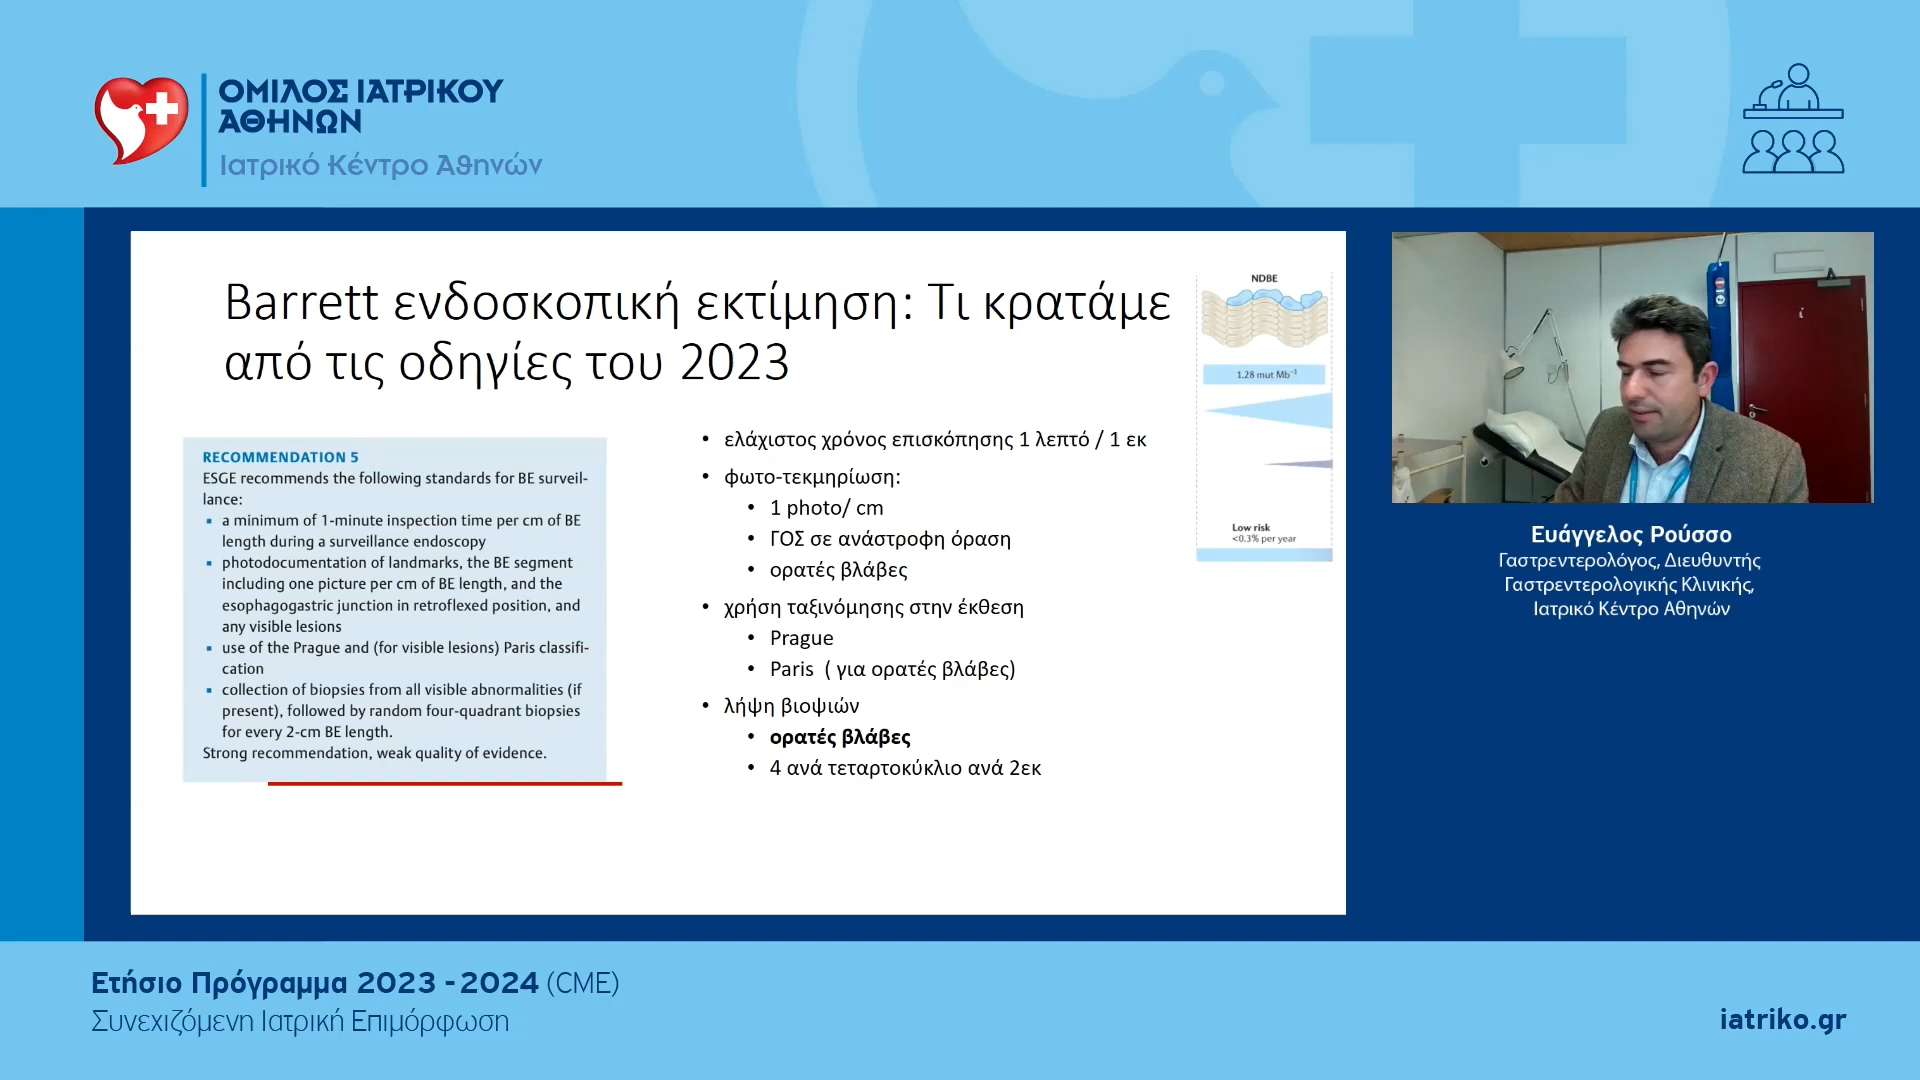 ΟΜΙΛΟΣ ΙΑΤΡΙΚΟΥ
ΑΘΗΝΩΝ
Ιατρικό Κέντρο Αθηνών
Barrett ενδοσκοπική εκτίμηση: Τι κρατάμε
από τις οδηγίες του 2023
RECOMMENDATION 5
ESGE recommends the following standards for BE surveil-
lance:
▪ a minimum of 1-minute inspection time per cm of BE
length during a surveillance endoscopy
▪ photodocumentation of landmarks, the BE segment
including one picture per cm of BE length, and the
esophagogastric junction in retroflexed position, and
any visible lesions
▪ use of the Prague and (for visible lesions) Paris classifi-
cation
▪ collection of biopsies from all visible abnormalities (if
present), followed by random four-quadrant biopsies
for every 2-cm BE length.
Strong recommendation, weak quality of evidence.
• ελάχιστος χρόνος επισκόπησης 1 λεπτό / 1 εκ
• φωτο-τεκμηρίωση:
• 1 photo/ cm
• ΓΟΣ σε ανάστροφη όραση
• ορατές βλάβες
• χρήση ταξινόμησης στην έκθεση
• Prague
• Paris ( για ορατές βλάβες)
• λήψη βιοψιών
• ορατές βλάβες
• 4 ανά τεταρτοκύκλιο ανά 2εκ
NDBE
1.28 mut Mb⁻¹
Low risk
<0.3% per year
Ευάγγελος Ρούσσο
Γαστρεντερολόγος, Διευθυντής
Γαστρεντερολογικής Κλινικής,
Ιατρικό Κέντρο Αθηνών
Ετήσιο Πρόγραμμα 2023 - 2024 (CME)
Συνεχιζόμενη Ιατρική Επιμόρφωση
iatriko.gr